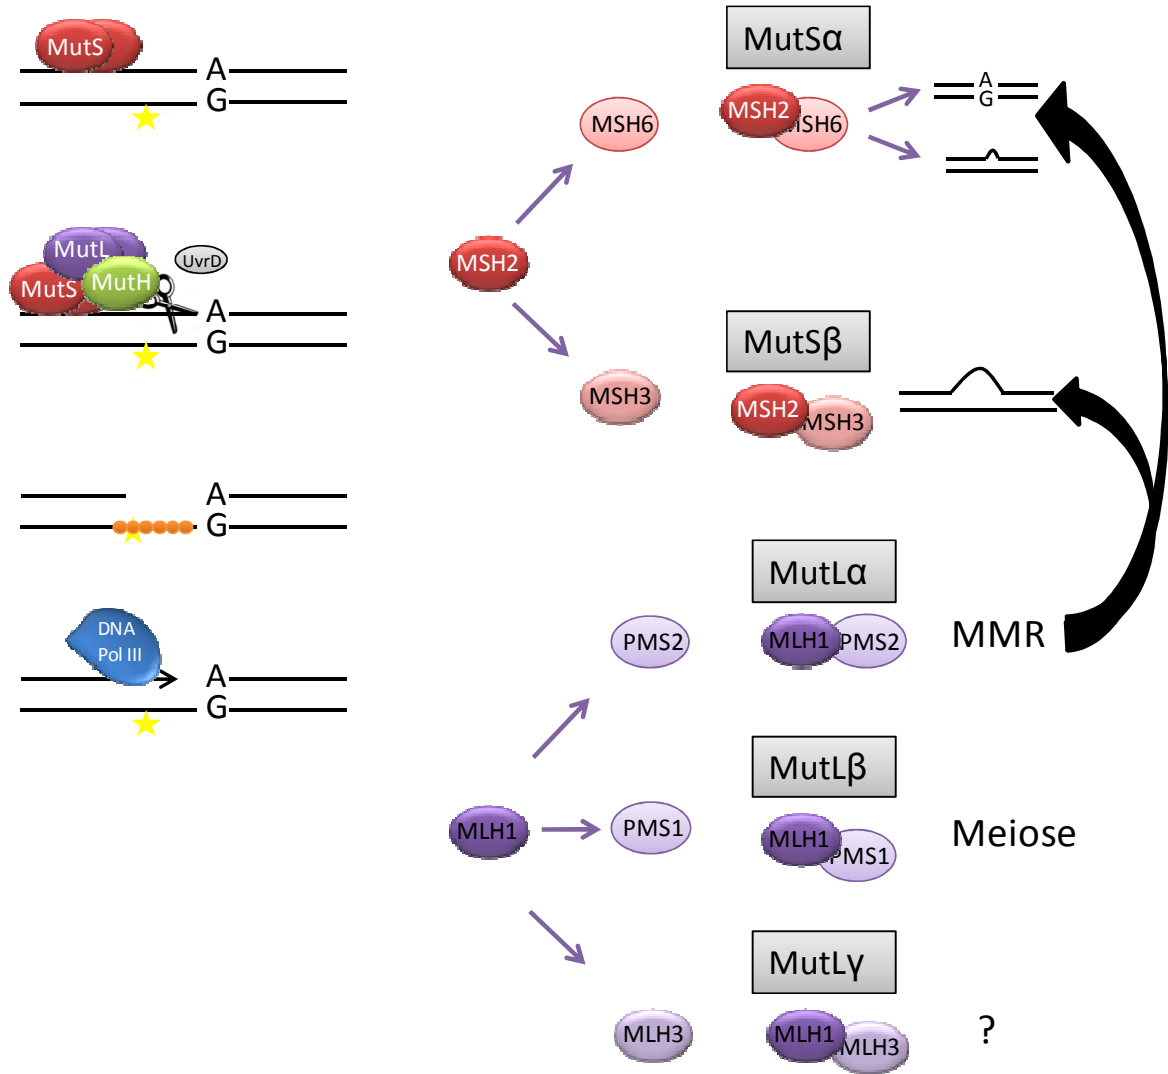 MutS
A
G
MutL
UvrD
MutS
MutH
A
G
A
G
DNA
Pol III
A
G
MutSα
MSH6
MSH2
MSH6
A
G
MSH2
MutSβ
MSH3
MSH2
MSH3
MutLα
PMS2
MLH1
PMS2
MMR
MutLβ
MLH1
PMS1
MLH1
PMS1
Meiose
MutLγ
MLH3
MLH1
MLH3
?